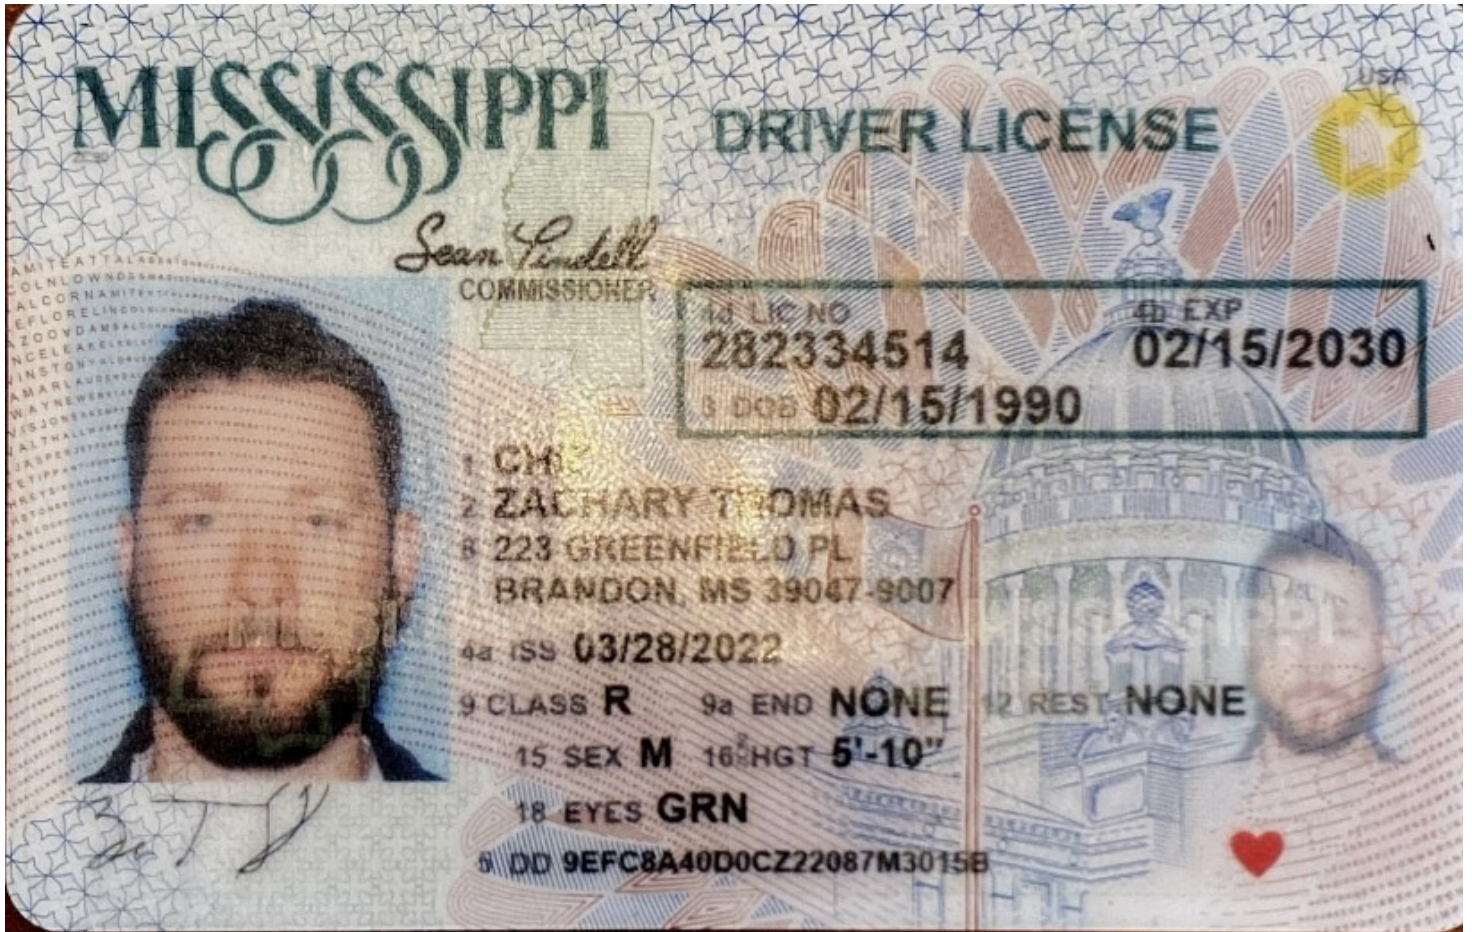 MISSISSIPPI
DRIVER LICENSE
USA
Sean Tindell
COMMISSIONER
4d LIC NO
4b EXP
282334514
02/15/2030
3 DOB 02/15/1990
1
2 ZACHARY THOMAS
8 223 GREENFIELD PL
BRANDON, MS 39047-9007
4a ISS 03/28/2022
9 CLASS R 9a END NONE 12 REST NONE
15 SEX M 16 HGT 5'-10"
18 EYES GRN
5 DD 9EFC8A40D0CZ22087M3015B